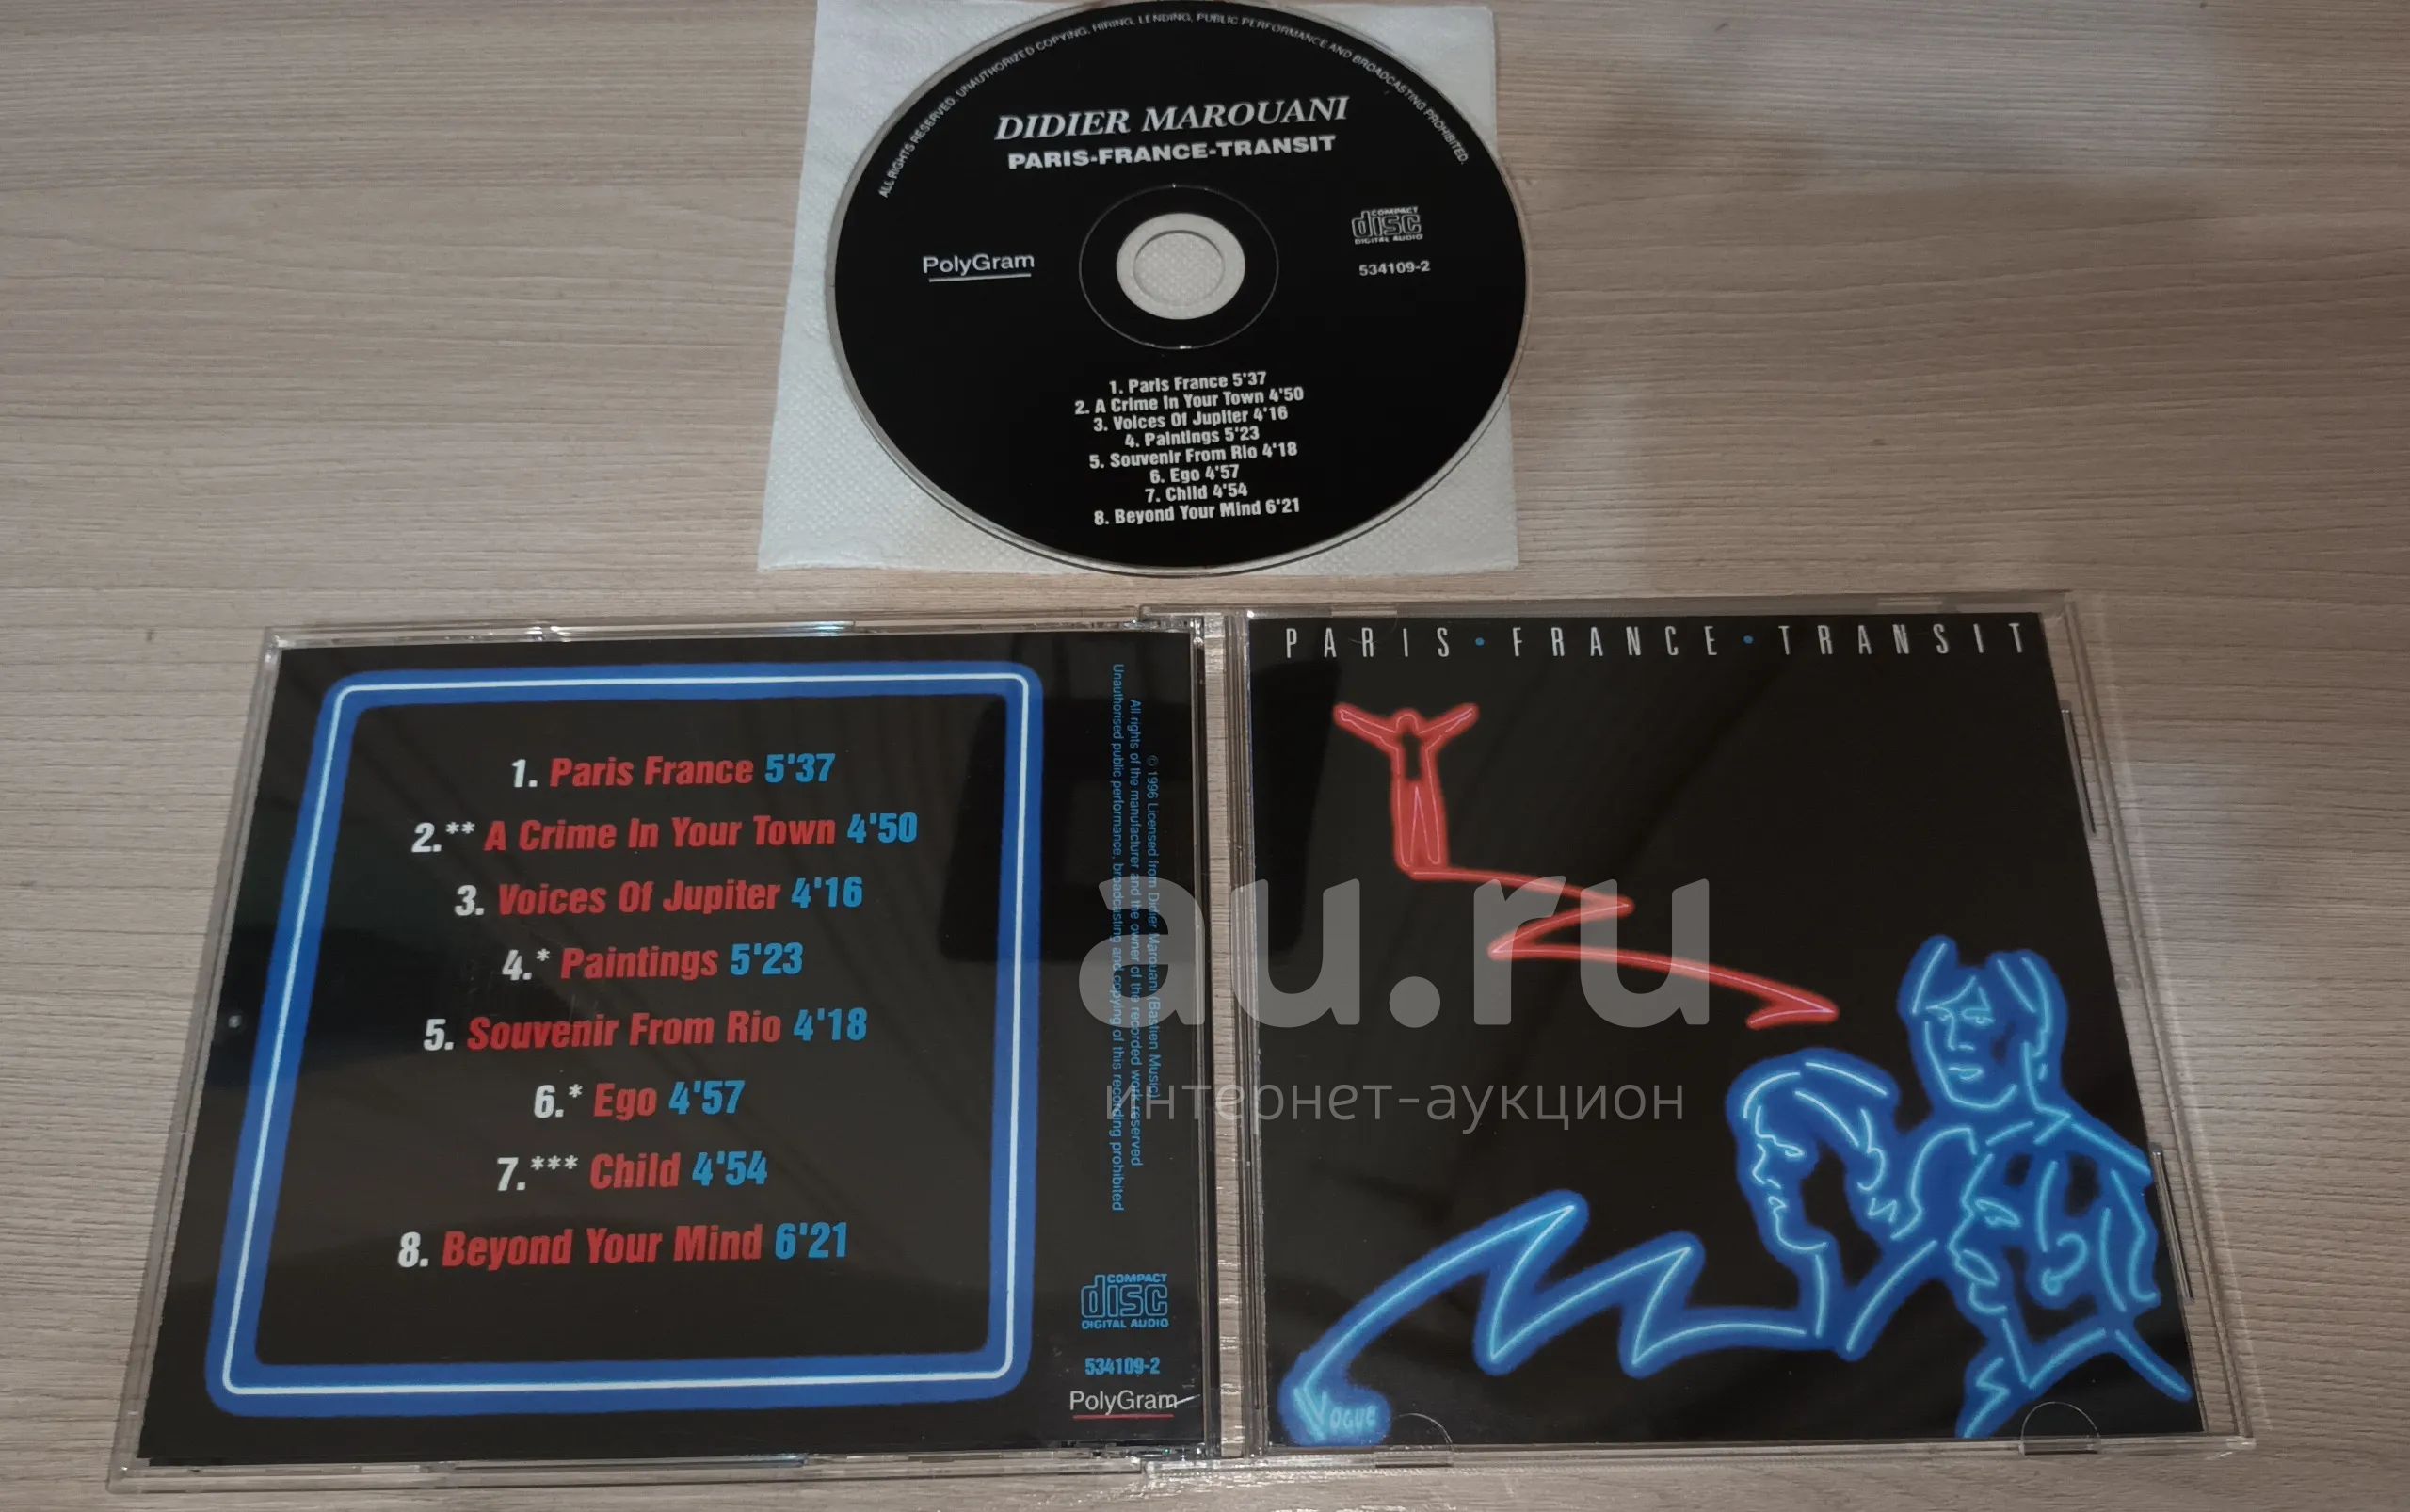 ALL RIGHTS RESERVED. UNAUTHORIZED COPYING, HIRING, LENDING, PUBLIC PERFORMANCE AND BROADCASTING PROHIBITED.
DIDIER MAROUANI
PARIS-FRANCE-TRANSIT
PolyGram
COMPACT
disc
DIGITAL AUDIO
534109-2
1. Paris France 5'37
2. A Crime In Your Town 4'50
3. Voices Of Jupiter 4'16
4. Paintings 5'23
5. Souvenir From Rio 4'18
6. Ego 4'57
7. Child 4'54
8. Beyond Your Mind 6'21
1. Paris France 5'37
2.** A Crime In Your Town 4'50
3. Voices Of Jupiter 4'16
4.* Paintings 5'23
5. Souvenir From Rio 4'18
6.* Ego 4'57
7.*** Child 4'54
8. Beyond Your Mind 6'21
© 1996 Licensed from Didier Marouani (Bastien Music)
All rights of the manufacturer and the owner of the recorded work reserved
Unauthorised public performance, broadcasting and copying of this recording prohibited
COMPACT
disc
DIGITAL AUDIO
534109-2
PolyGram
PARIS • FRANCE • TRANSIT
VOGUE
au.ru
интернет-аукцион